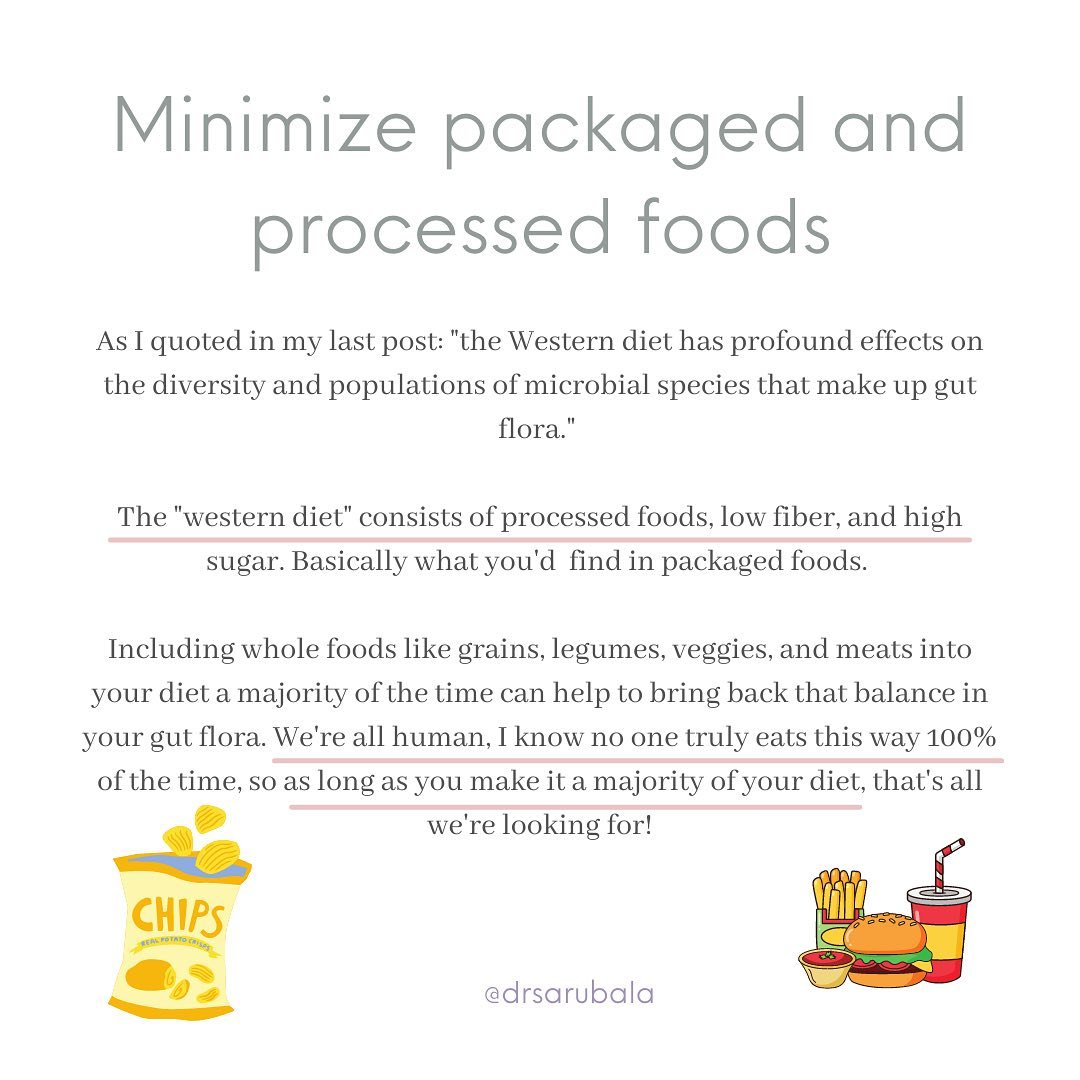 Minimize packaged and
processed foods
As I quoted in my last post: "the Western diet has profound effects on
the diversity and populations of microbial species that make up gut
flora."
The "western diet" consists of processed foods, low fiber, and high
sugar. Basically what you'd  find in packaged foods.
Including whole foods like grains, legumes, veggies, and meats into
your diet a majority of the time can help to bring back that balance in
your gut flora. We're all human, I know no one truly eats this way 100%
of the time, so as long as you make it a majority of your diet, that's all
we're looking for!
CHIPS
REAL POTATO CRISPS
@drsarubala